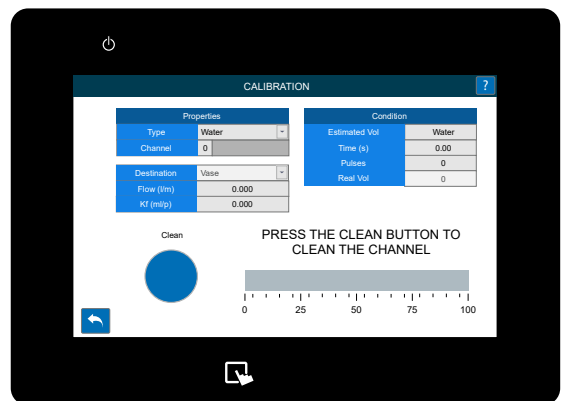 CALIBRATION
?
Properties
Type Water
Channel 0
Destination Vase
Flow (l/m) 0.000
Kf (ml/p) 0.000
Condition
Estimated Vol Water
Time (s) 0.00
Pulses 0
Real Vol 0
Clean
PRESS THE CLEAN BUTTON TO
CLEAN THE CHANNEL
0 25 50 75 100